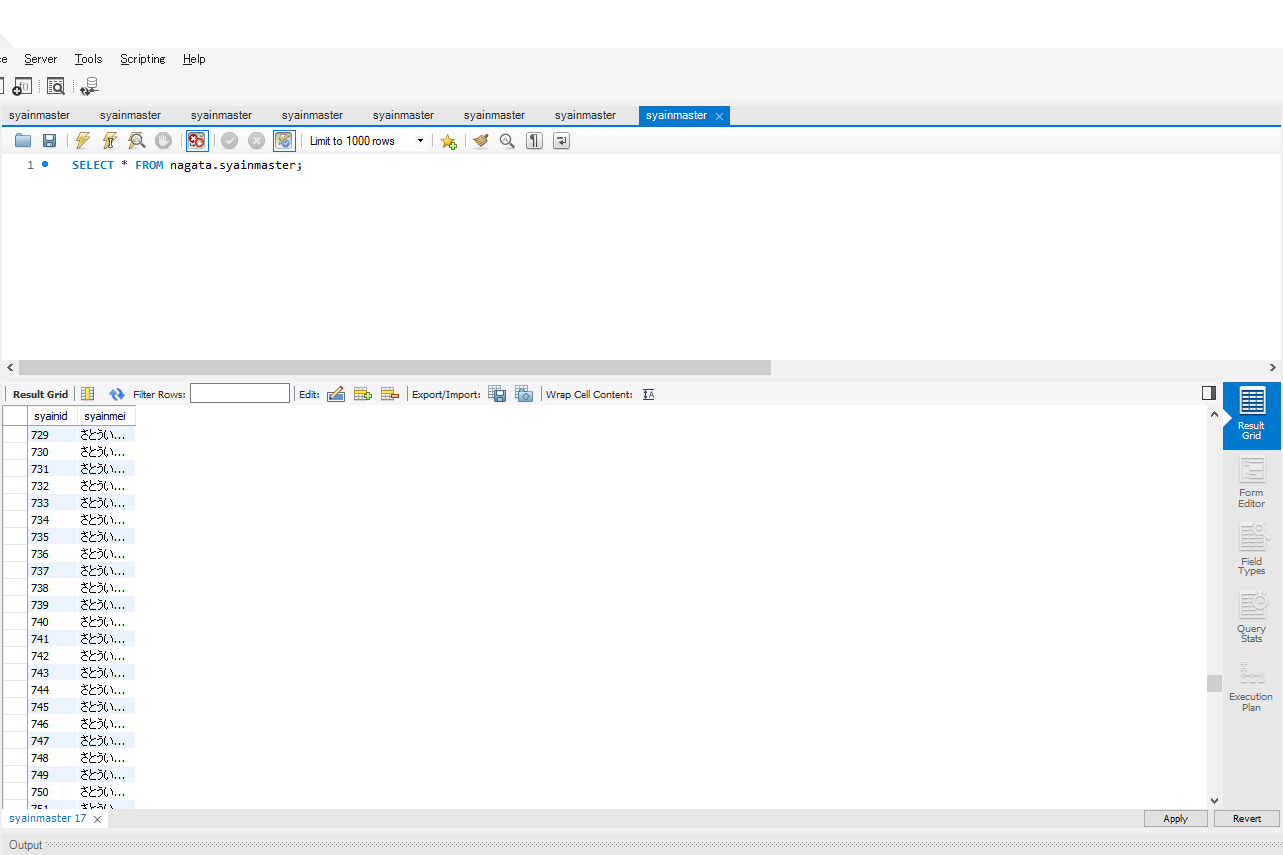 ce Server Tools Scripting Help
syainmaster syainmaster syainmaster syainmaster syainmaster syainmaster syainmaster syainmaster
Limit to 1000 rows
1 SELECT * FROM nagata.syainmaster;
Result Grid Filter Rows: Edit: Export/Import: Wrap Cell Content:
syainid syainmei
729 さとうい...
730 さとうい...
731 さとうい...
732 さとうい...
733 さとうい...
734 さとうい...
735 さとうい...
736 さとうい...
737 さとうい...
738 さとうい...
739 さとうい...
740 さとうい...
741 さとうい...
742 さとうい...
743 さとうい...
744 さとうい...
745 さとうい...
746 さとうい...
747 さとうい...
748 さとうい...
749 さとうい...
750 さとうい...
751 さとうい...
Result
Grid
Form
Editor
Field
Types
Query
Stats
Execution
Plan
syainmaster 17
Apply Revert
Output